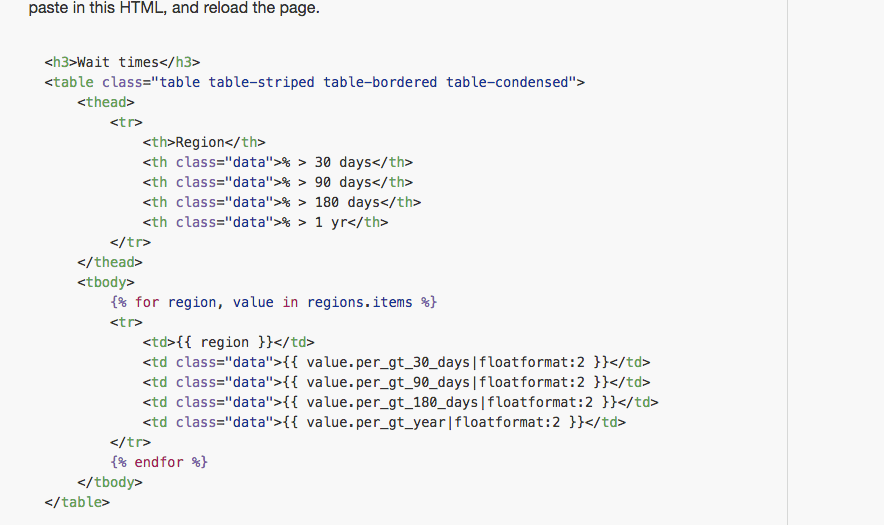 paste in this HTML, and reload the page.
<h3>Wait times</h3>
<table class="table table-striped table-bordered table-condensed">
    <thead>
        <tr>
            <th>Region</th>
            <th class="data">% > 30 days</th>
            <th class="data">% > 90 days</th>
            <th class="data">% > 180 days</th>
            <th class="data">% > 1 yr</th>
        </tr>
    </thead>
    <tbody>
        {% for region, value in regions.items %}
        <tr>
            <td>{{ region }}</td>
            <td class="data">{{ value.per_gt_30_days|floatformat:2 }}</td>
            <td class="data">{{ value.per_gt_90_days|floatformat:2 }}</td>
            <td class="data">{{ value.per_gt_180_days|floatformat:2 }}</td>
            <td class="data">{{ value.per_gt_year|floatformat:2 }}</td>
        </tr>
        {% endfor %}
    </tbody>
</table>